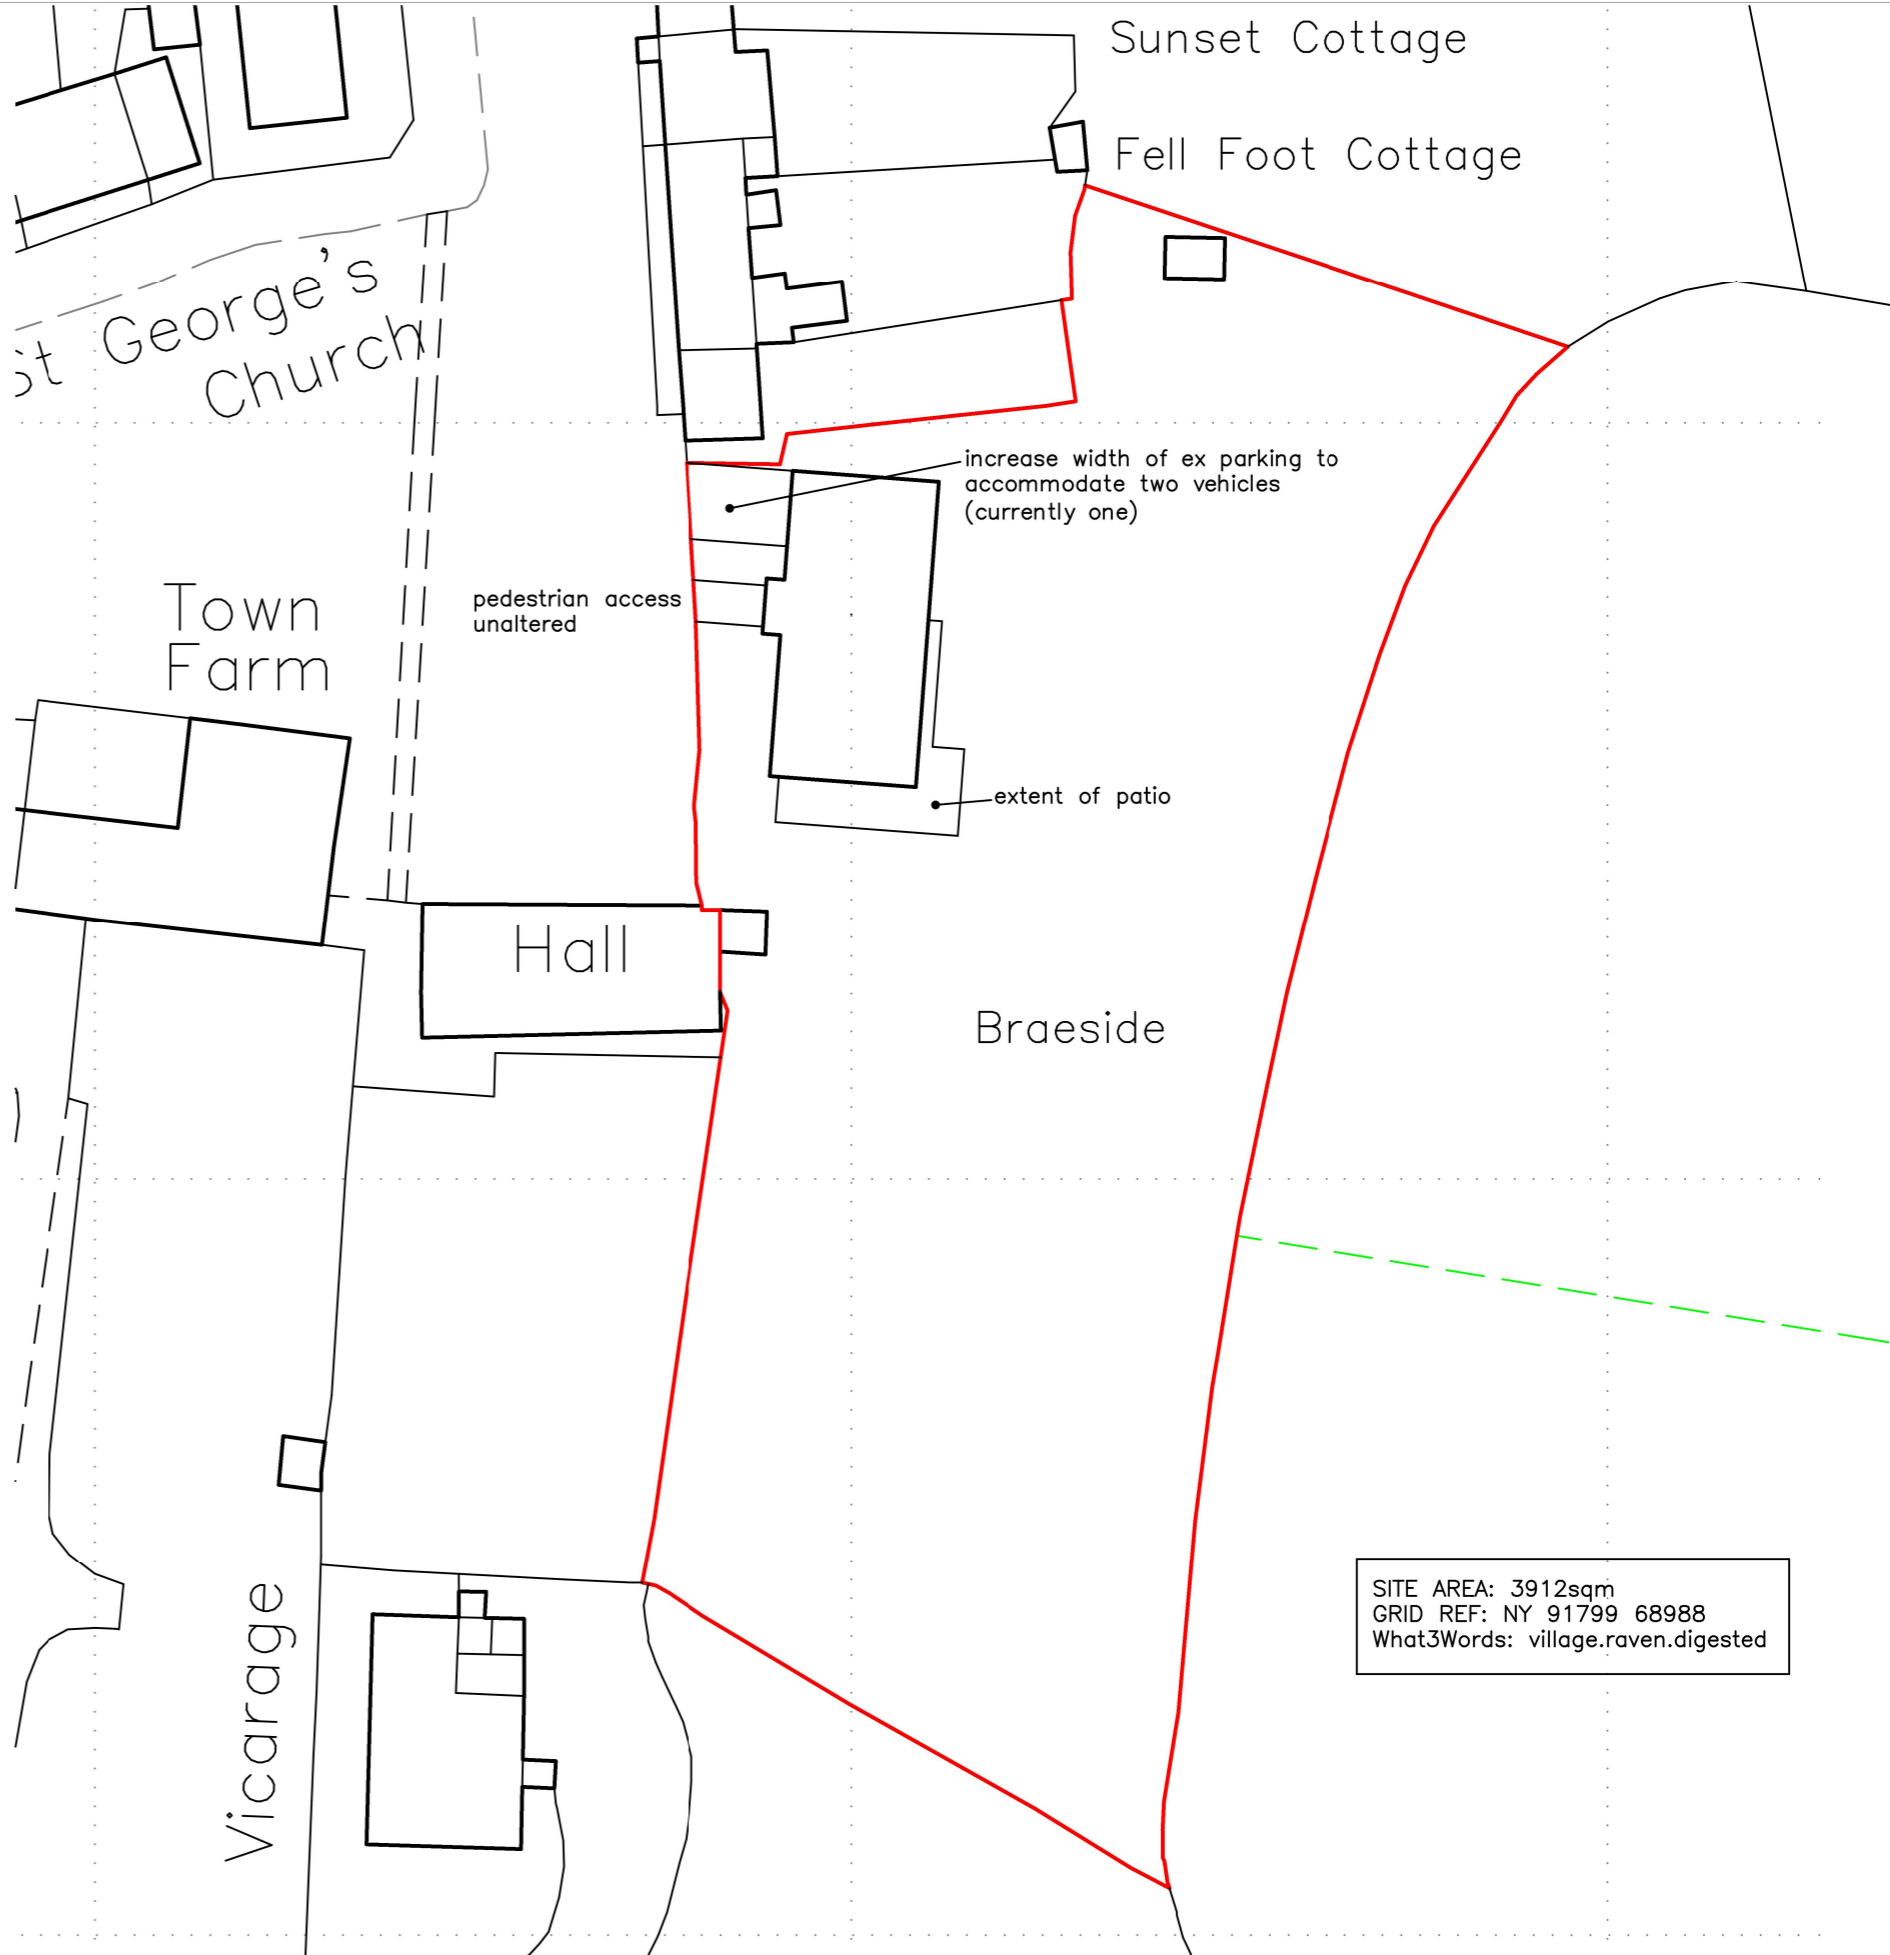 Sunset Cottage
Fell Foot Cottage
St George's
Church
increase width of ex parking to
accommodate two vehicles
(currently one)
Town
Farm
pedestrian access
unaltered
extent of patio
Hall
Braeside
Vicarage
SITE AREA: 3912sqm
GRID REF: NY 91799 68988
What3Words: village.raven.digested